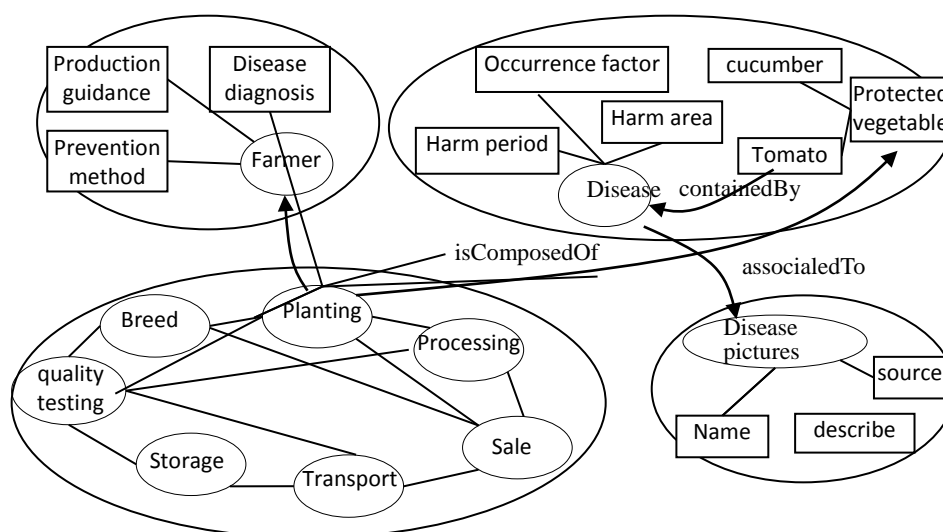 Production
guidance
Disease
diagnosis
Prevention
method
Farmer
Occurrence factor
cucumber
Protected
vegetable
Harm area
Harm period
Tomato
Disease
containedBy
isComposedOf
associaledTo
Breed
Planting
Processing
quality
testing
Storage
Transport
Sale
Disease
pictures
source
Name
describe